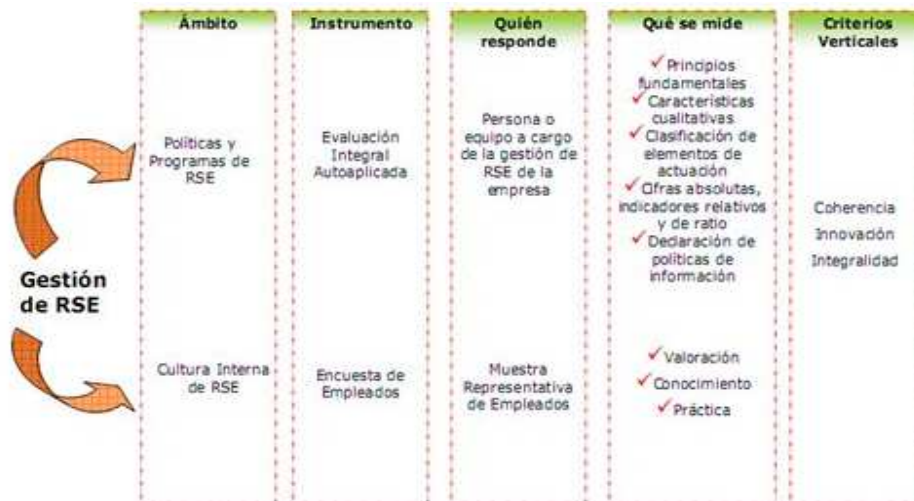 Ámbito
Instrumento
Quién
responde
Qué se mide
Criterios
Verticales
Gestión
de RSE
Políticas y
Programas de
RSE
Evaluación
Integral
Autoaplicada
Persona o
equipo a cargo
de la gestión de
RSE de la
empresa
Principios
fundamentales
Características
cualitativas
Clasificación de
elementos de
actuación
Cifras absolutas,
indicadores relativos
y de ratio
Declaración de
políticas de
información
Coherencia
Innovación
Integralidad
Cultura Interna
de RSE
Encuesta de
Empleados
Muestra
Representativa
de Empleados
Valoración
Conocimiento
Práctica